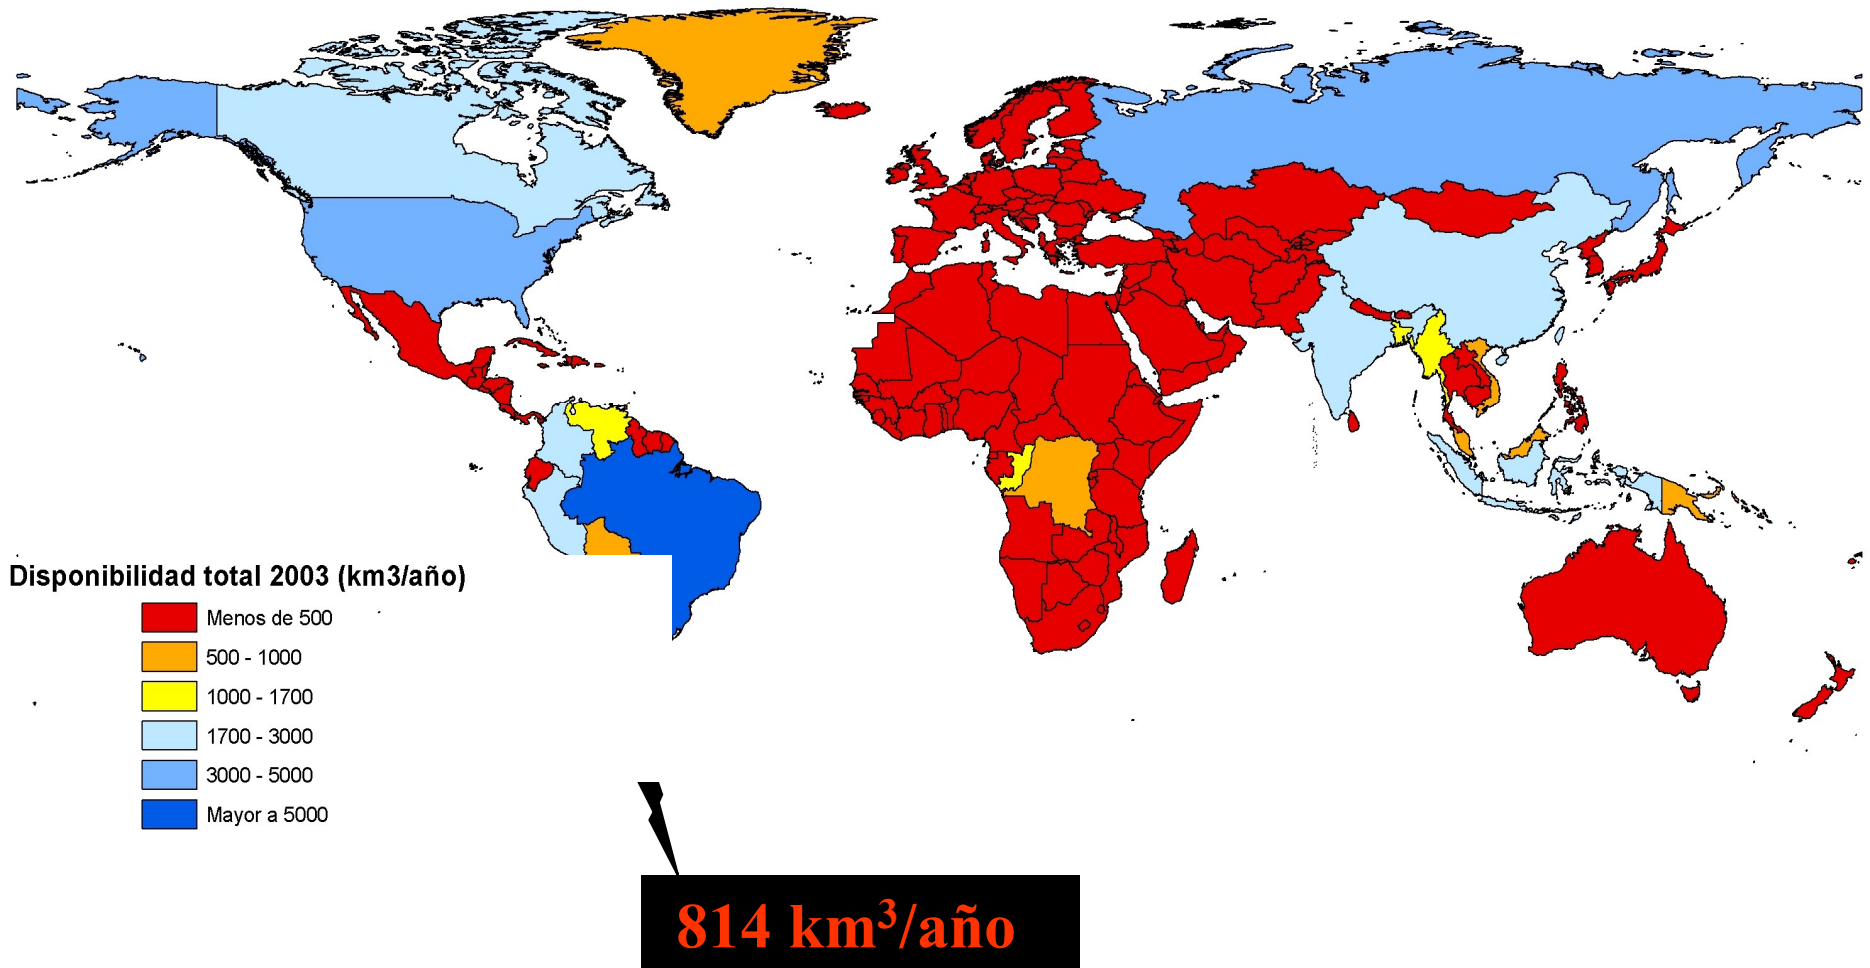 Disponibilidad total 2003 (km3/año)
Menos de 500
500 - 1000
1000 - 1700
1700 - 3000
3000 - 5000
Mayor a 5000
814 km³/año